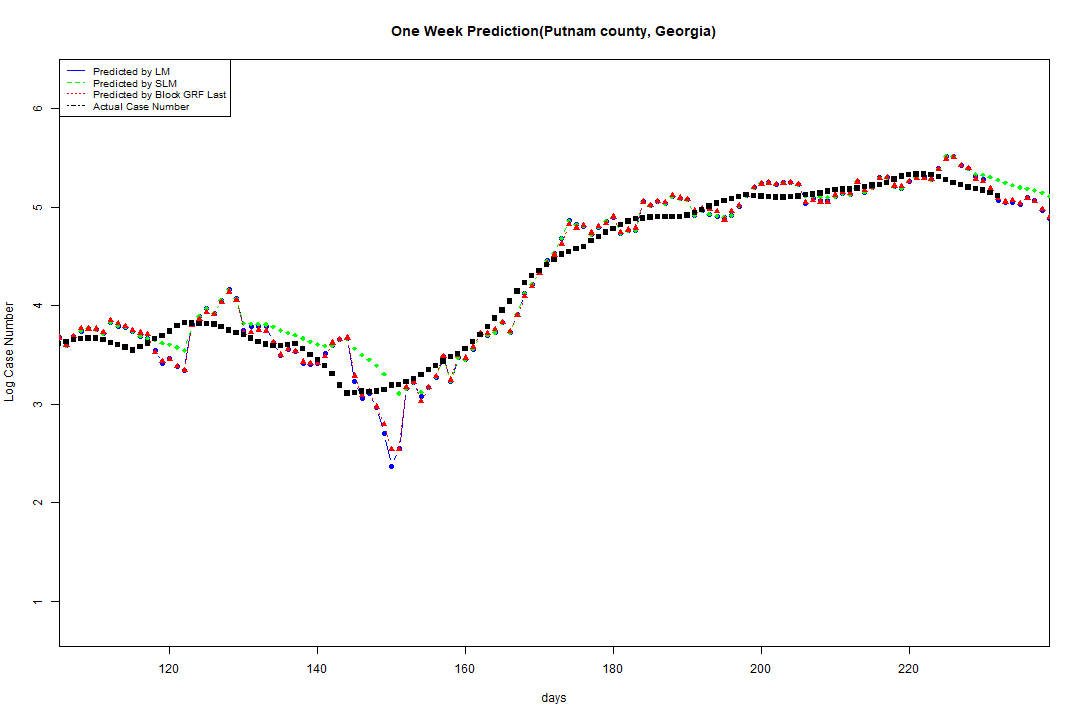 One Week Prediction(Putnam county, Georgia)
Predicted by LM
Predicted by SLM
Predicted by Block GRF Last
Actual Case Number
6
5
4
3
2
1
Log Case Number
120 140 160 180 200 220
days